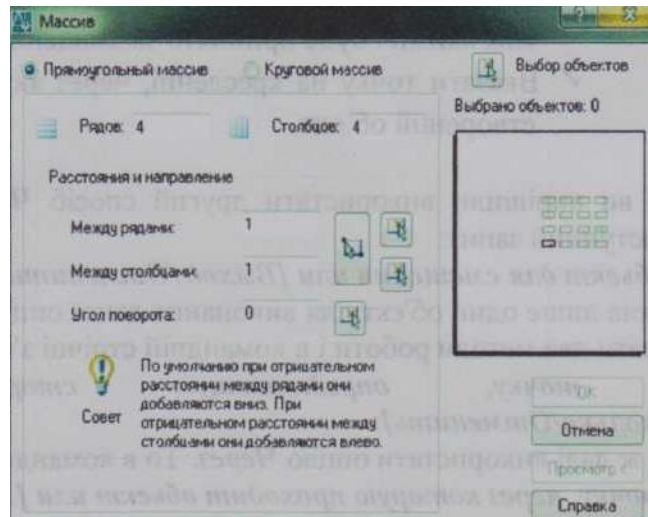 Массив
Прямоугольный массив
Круговой массив
Выбор объектов
Выбрано объектов: 0
Рядов: 4
Столбцов: 4
Расстояния и направление
Между рядами: 1
Между столбцами: 1
Угол поворота: 0
По умолчанию при отрицательном
расстоянии между рядами они
добавляются вниз. При
отрицательном расстоянии между
столбцами они добавляются влево.
Совет
ОК
Отмена
Просмотр <
Справка